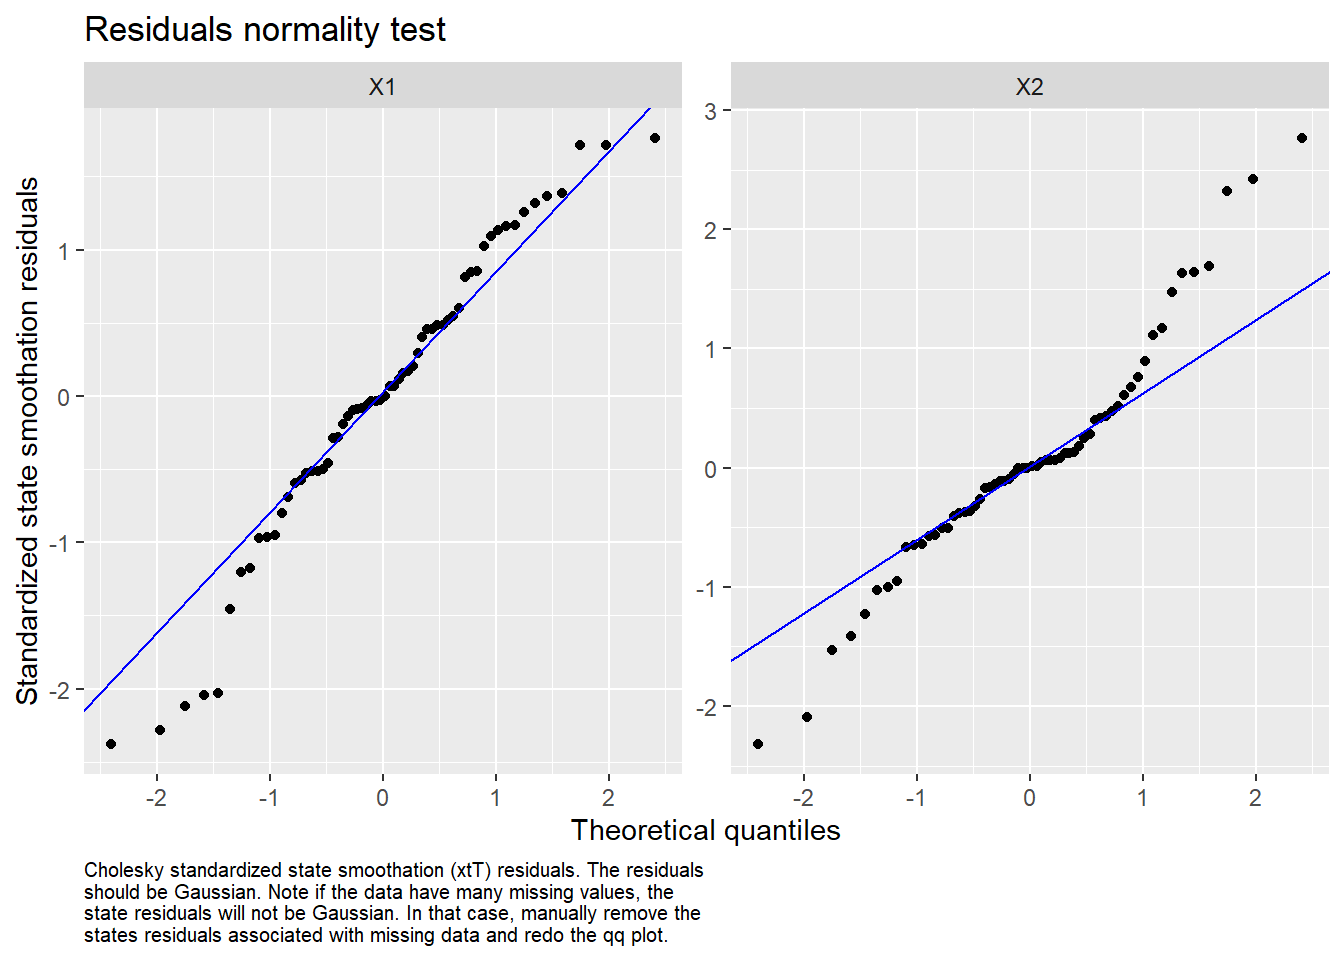 Residuals normality test
X1
X2
Standardized state smoothation residuals
1
0
-1
-2
3
2
1
0
-1
-2
-2 -1 0 1 2
-2 -1 0 1 2
Theoretical quantiles
Cholesky standardized state smoothation (xtT) residuals. The residuals
should be Gaussian. Note if the data have many missing values, the
state residuals will not be Gaussian. In that case, manually remove the
states residuals associated with missing data and redo the qq plot.